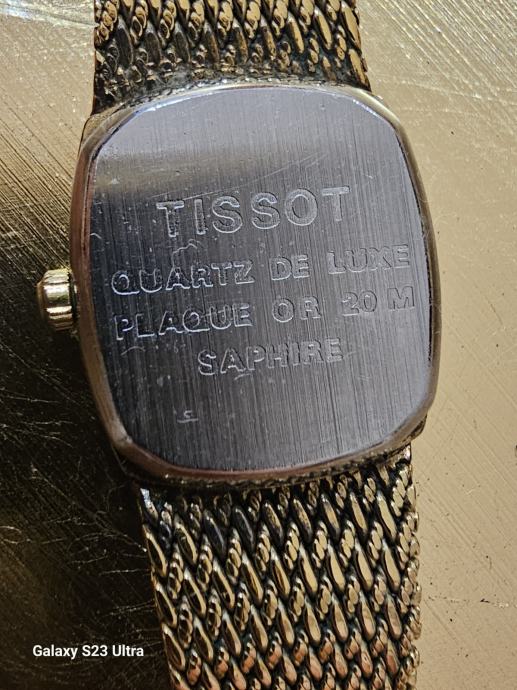 TISSOT
QUARTZ DE LUXE
PLAQUE OR 20 M
SAPHIRE
Galaxy S23 Ultra